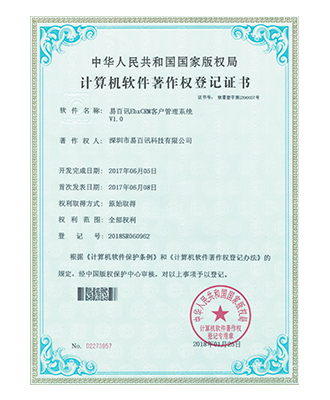 中华人民共和国国家版权局
计算机软件著作权登记证书
证书号： 软著登字第2390057号
软件名称： 易百讯EbsCRM客户管理系统
V1.0
著作权人： 深圳市易百讯科技有限公司
开发完成日期： 2017年06月05日
首次发表日期： 2017年06月08日
权利取得方式： 原始取得
权利范围： 全部权利
登记号： 2018SR060962
根据《计算机软件保护条例》和《计算机软件著作权登记办法》的
规定，经中国版权保护中心审核，对以上事项予以登记。
中华人民共和国国家版权局
计算机软件著作权
登记专用章
No. 02273957
2018年01月25日